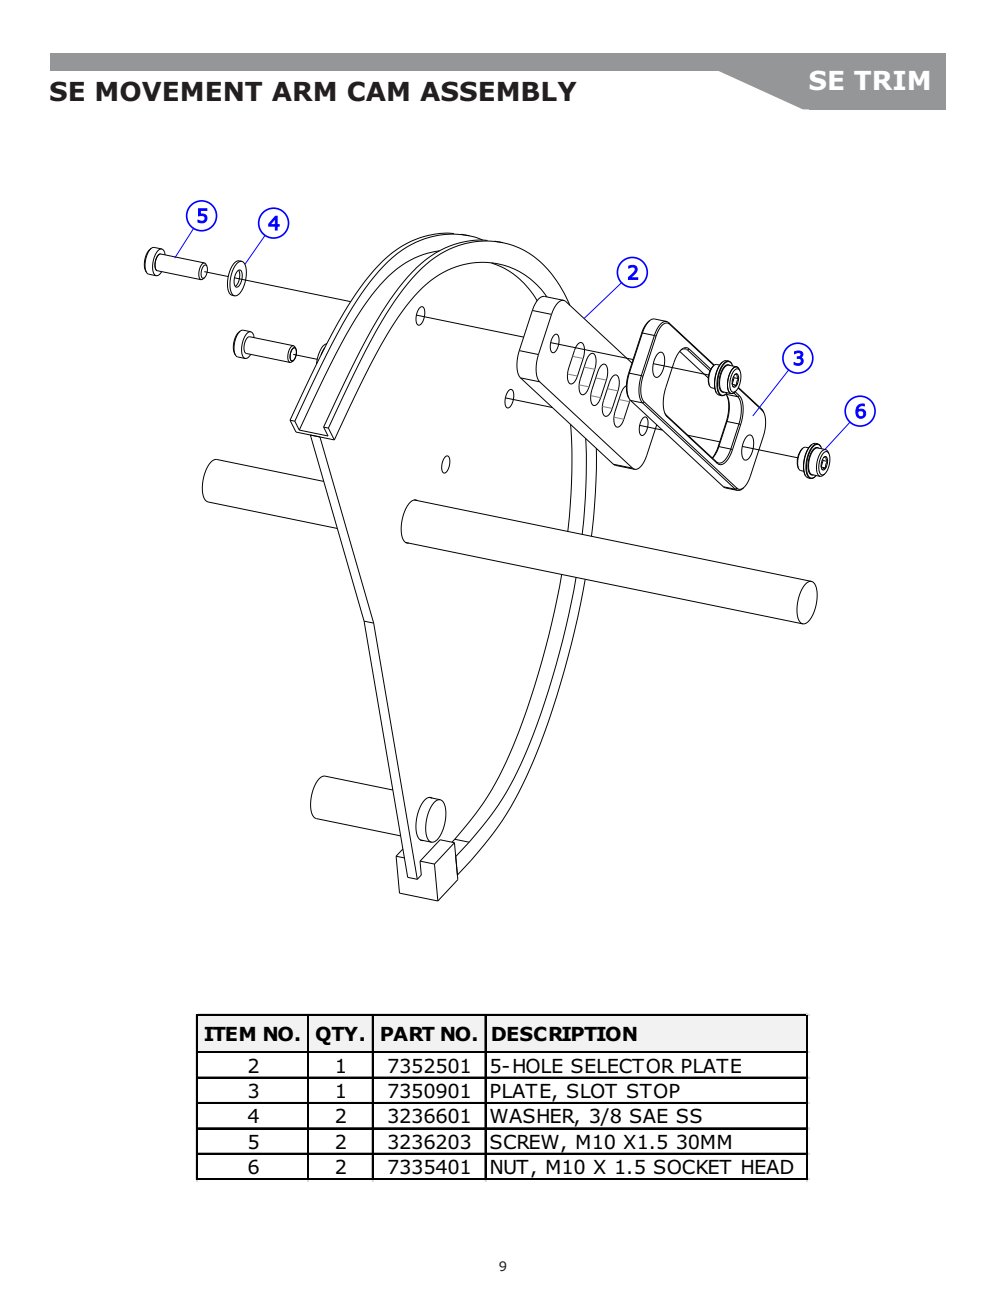 SE TRIM
SE MOVEMENT ARM CAM ASSEMBLY
5
4
2
3
6
ITEM NO. QTY. PART NO. DESCRIPTION
2 1 7352501 5-HOLE SELECTOR PLATE
3 1 7350901 PLATE, SLOT STOP
4 2 3236601 WASHER, 3/8 SAE SS
5 2 3236203 SCREW, M10 X1.5 30MM
6 2 7335401 NUT, M10 X 1.5 SOCKET HEAD
9